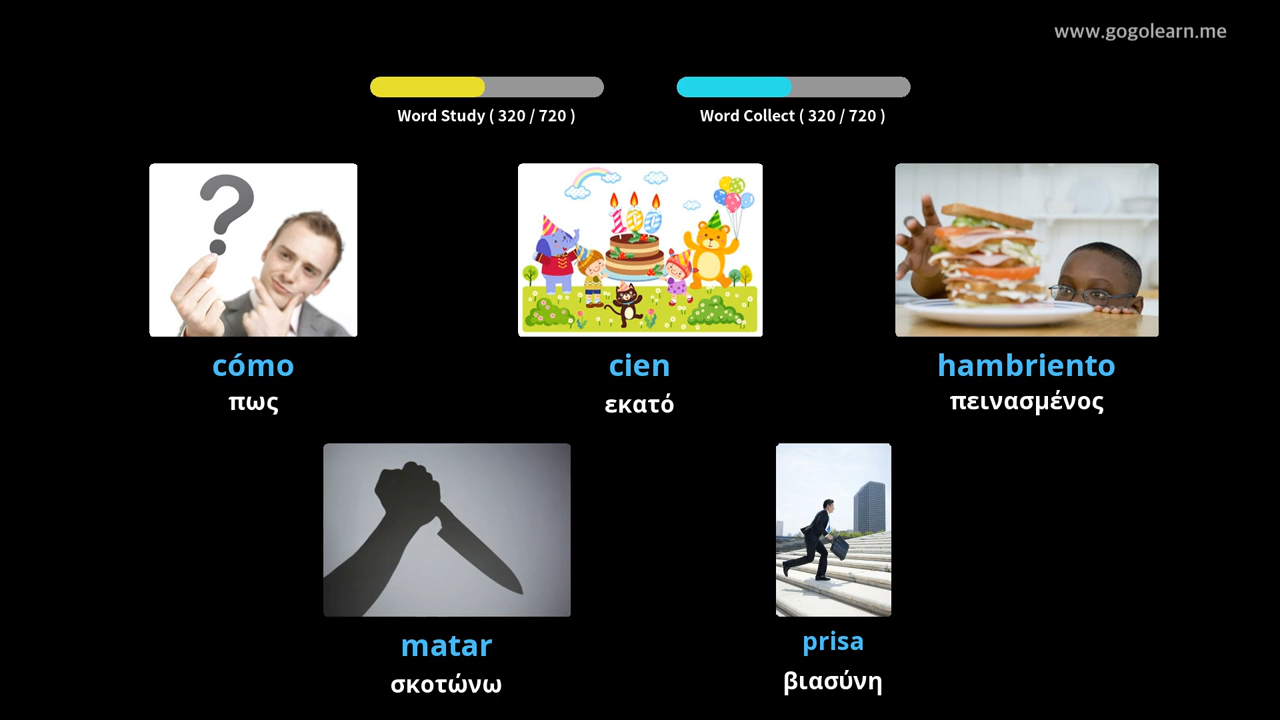 www.gogolearn.me
Word Study ( 320 / 720 )
Word Collect ( 320 / 720 )
100
cómo
πως
cien
εκατό
hambriento
πεινασμένος
matar
σκοτώνω
prisa
βιασύνη